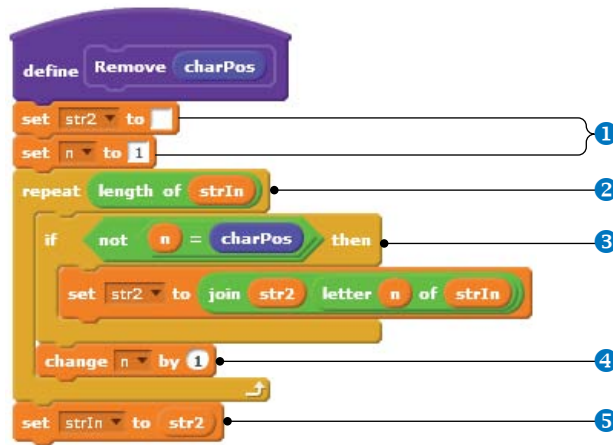 define Remove charPos
set str2 to
set n to 1
1
repeat length of strIn
2
if not n = charPos then
3
set str2 to join str2 letter n of strIn
change n by 1
4
set strIn to str2
5